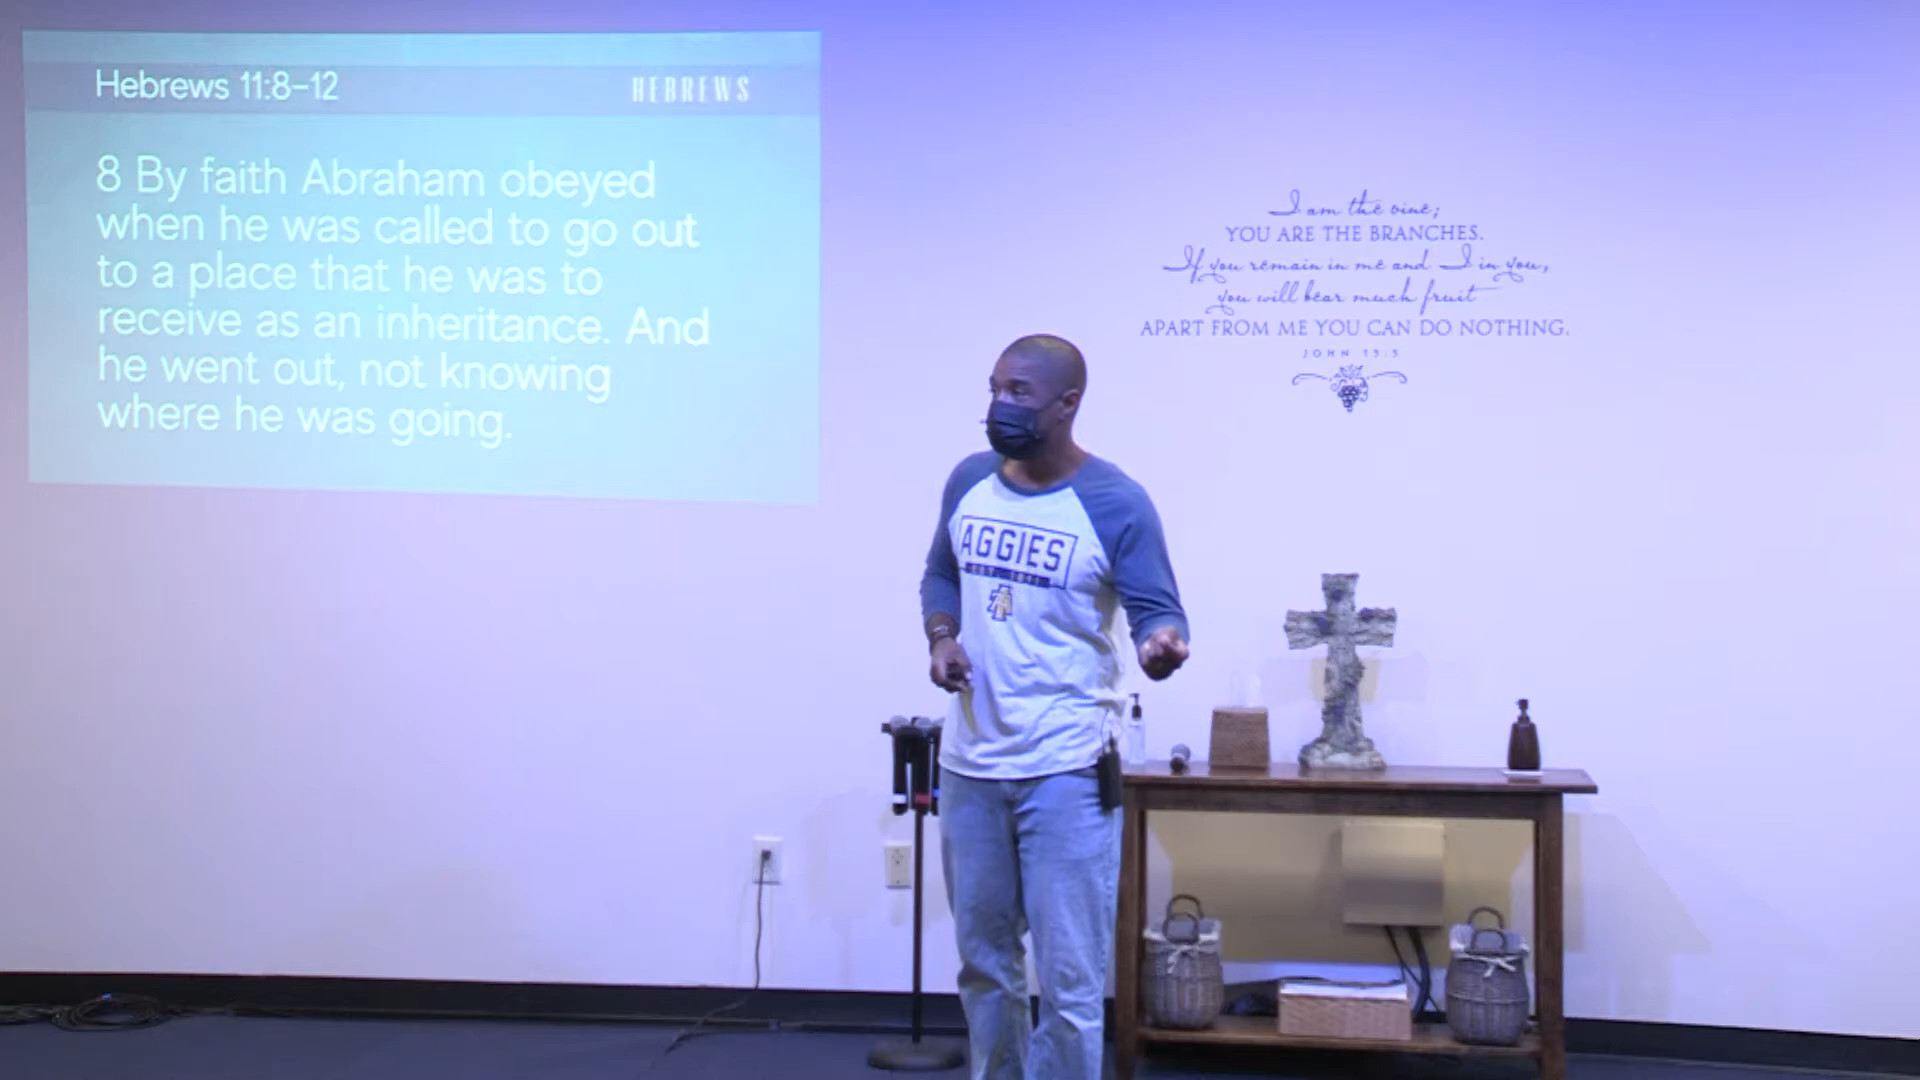 Hebrews 11:8–12
HEBREWS
8 By faith Abraham obeyed
when he was called to go out
to a place that he was to
receive as an inheritance. And
he went out, not knowing
where he was going.
I am the vine;
YOU ARE THE BRANCHES.
If you remain in me and I in you,
you will bear much fruit
APART FROM ME YOU CAN DO NOTHING.
JOHN 15:5
AGGIES